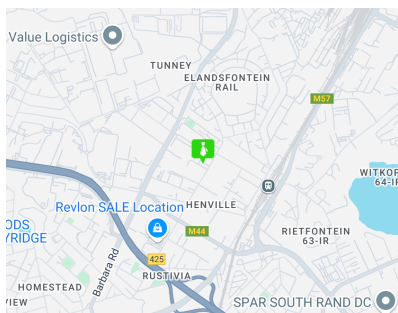 Value Logistics
TUNNEY
ELANDSFONTEIN
RAIL
M57
WITKOP
64-IR
Revlon SALE Location
HENVILLE
ODS
YRIDGE
M44
RIETFONTEIN
63-IR
425
Barbara Rd
RUSTIVIA
HOMESTEAD
VIEW
SPAR SOUTH RAND DC